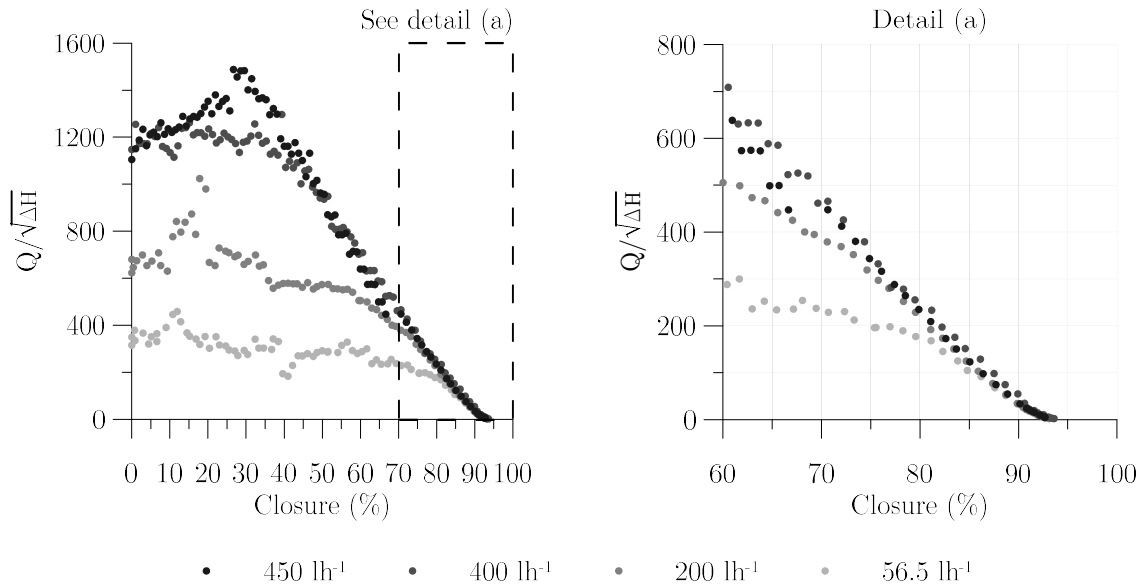 See detail (a)
1600
1200
800
400
0
Q/√ΔH
0 10 20 30 40 50 60 70 80 90 100
Closure (%)
Detail (a)
800
600
400
200
0
Q/√ΔH
60 70 80 90 100
Closure (%)
450 lh⁻¹ 400 lh⁻¹ 200 lh⁻¹ 56.5 lh⁻¹